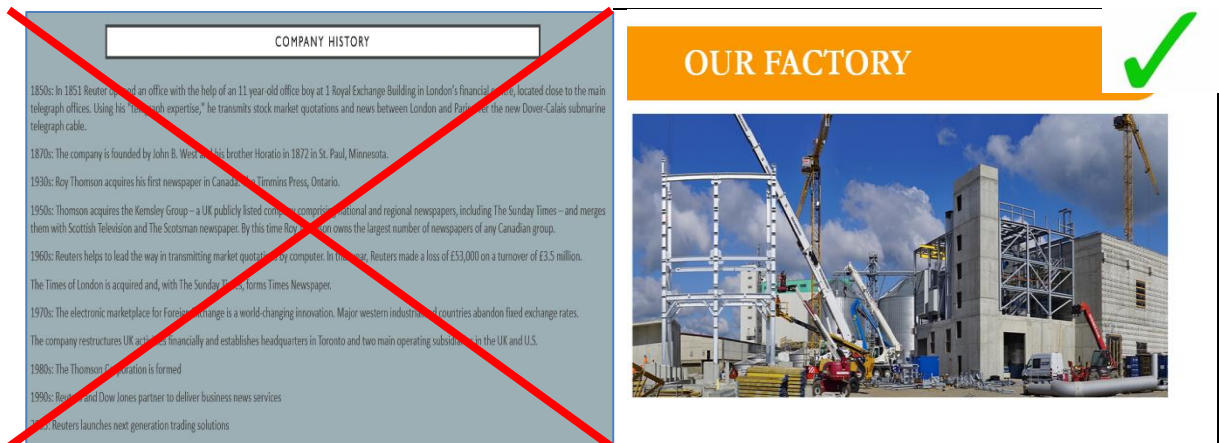 COMPANY HISTORY
1850s: In 1851 Reuter opened an office with the help of an 11 year-old office boy at 1 Royal Exchange Building in London's financial centre, located close to the main
telegraph offices. Using his "telegraph expertise," he transmits stock market quotations and news between London and Paris over the new Dover-Calais submarine
telegraph cable.
1870s: The company is founded by John B. West and his brother Horatio in 1872 in St. Paul, Minnesota.
1930s: Roy Thomson acquires his first newspaper in Canada. The Timmins Press, Ontario.
1950s: Thomson acquires the Kemsley Group – a UK publicly listed company comprising national and regional newspapers, including The Sunday Times – and merges
them with Scottish Television and The Scotsman newspaper. By this time Roy Thomson owns the largest number of newspapers of any Canadian group.
1960s: Reuters helps to lead the way in transmitting market quotations by computer. In year, Reuters made a loss of £53,000 on a turnover of £3.5 million.
The Times of London is acquired and, with The Sunday Times, forms Times Newspaper.
1970s: The electronic marketplace for Foreign Exchange is a world-changing innovation. Major western countries abandon fixed exchange rates.
The company restructures UK activities financially and establishes headquarters in Toronto and two main operating subsidiaries in the UK and U.S.
1980s: The Thomson Corporation is formed
1990s: Reuters and Dow Jones partner to deliver business news services
Reuters launches next generation trading solutions
OUR FACTORY